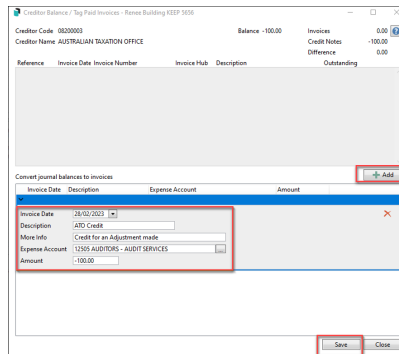 Creditor Balance / Tag Paid Invoices - Renex Building KEEP 5656
Creditor Code 08200003 Balance -100.00 Invoices 0.00
Creditor Name AUSTRALIAN TAXATION OFFICE Credit Notes -100.00
Difference 0.00
Reference Invoice Date Invoice Number Invoice Hub Description Outstanding
Add
Convert journal balances to invoices
Invoice Date Description Expense Account Amount
Invoice Date 28/02/2023
Description ATO Credit
More Info Credit for an Adjustment made
Expense Account 12505 AUDITORS - AUDIT SERVICES ...
Amount -100.00
Save Close